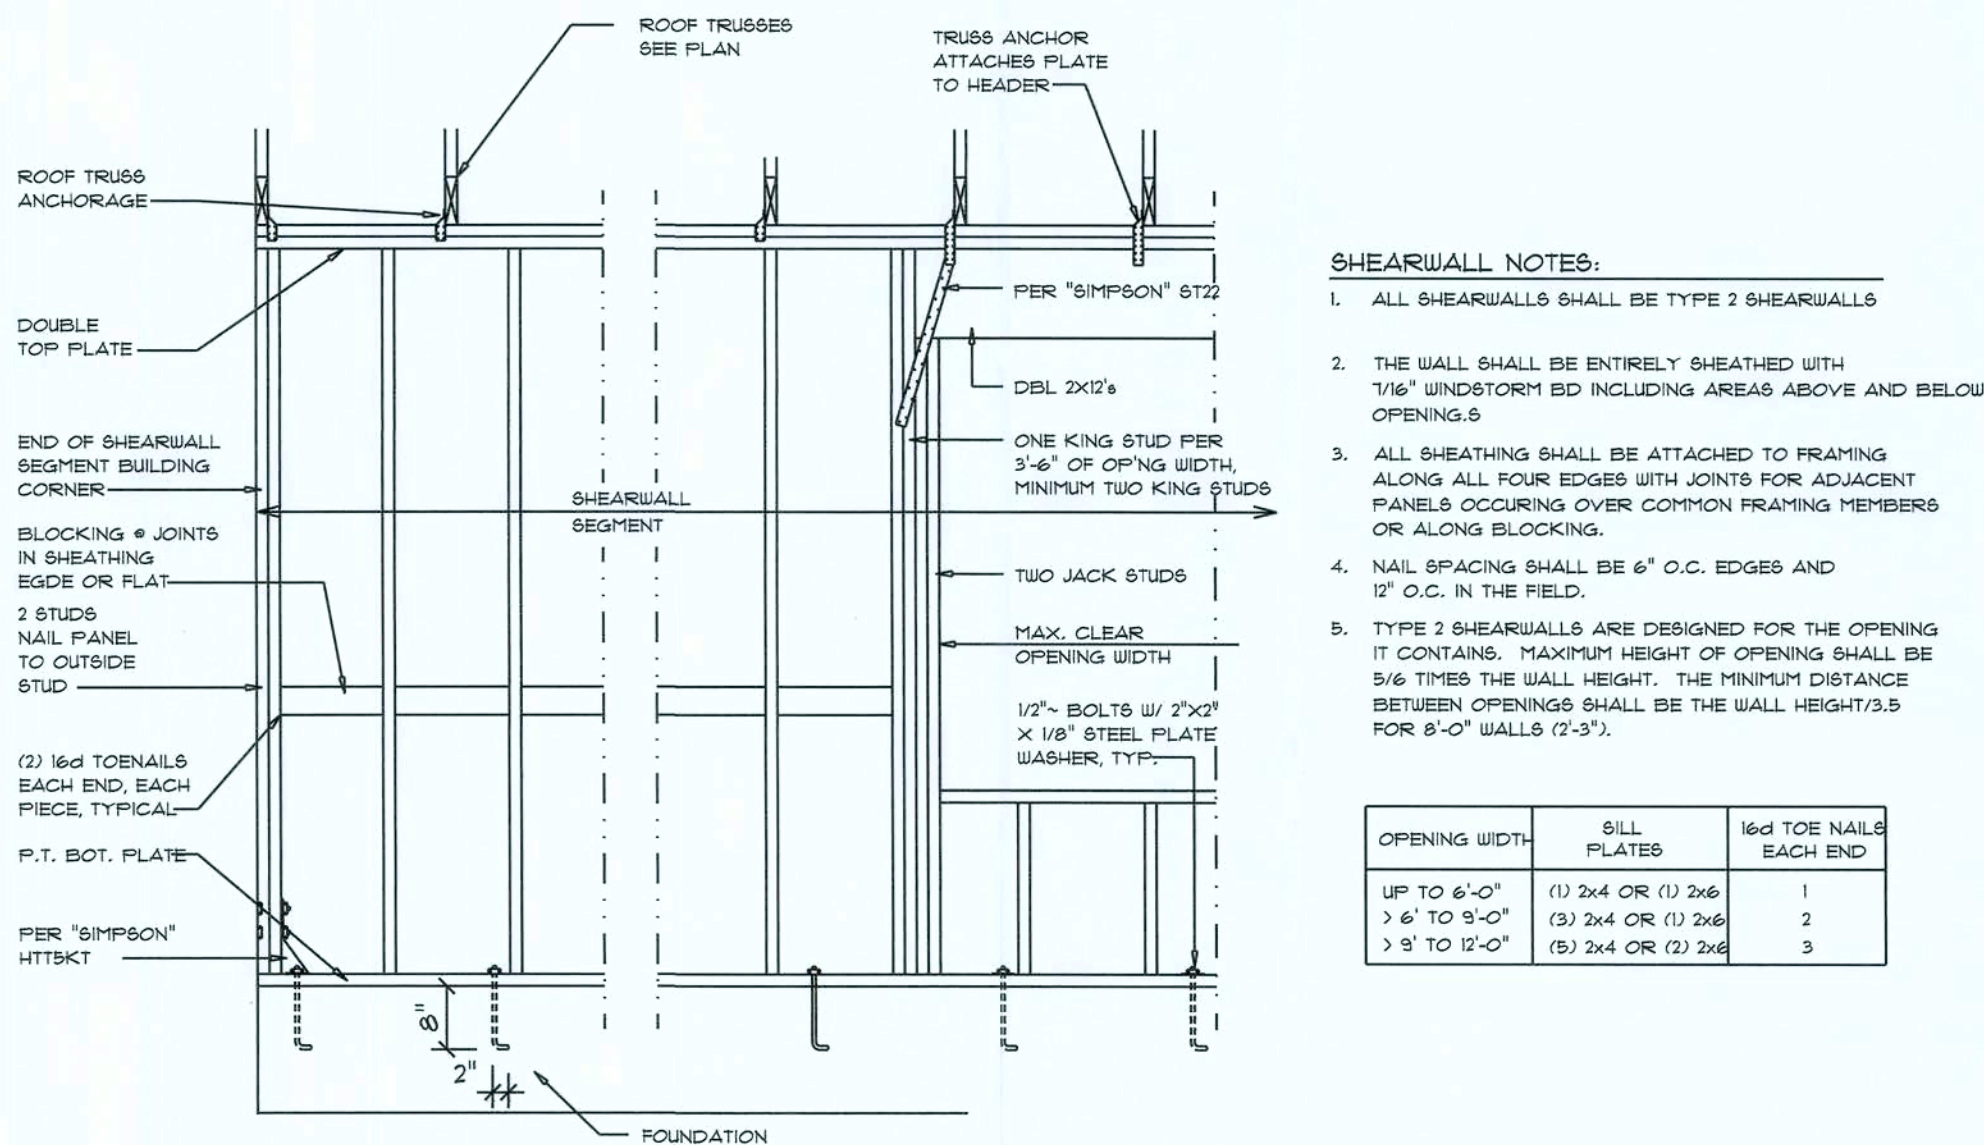 ROOF TRUSSES
SEE PLAN
TRUSS ANCHOR
ATTACHES PLATE
TO HEADER
ROOF TRUSS
ANCHORAGE
DOUBLE
TOP PLATE
END OF SHEARWALL
SEGMENT BUILDING
CORNER
BLOCKING @ JOINTS
IN SHEATHING
EGDE OR FLAT
2 STUDS
NAIL PANEL
TO OUTSIDE
STUD
(2) 16d TOENAILS
EACH END, EACH
PIECE, TYPICAL
P.T. BOT. PLATE
PER "SIMPSON"
HTT5KT
SHEARWALL
SEGMENT
PER "SIMPSON" ST22
DBL 2X12's
ONE KING STUD PER
3'-6" OF OP'NG WIDTH,
MINIMUM TWO KING STUDS
TWO JACK STUDS
MAX. CLEAR
OPENING WIDTH
1/2"~ BOLTS W/ 2"X2"
X 1/8" STEEL PLATE
WASHER, TYP.
8"
2"
FOUNDATION
SHEARWALL NOTES:
1. ALL SHEARWALLS SHALL BE TYPE 2 SHEARWALLS
2. THE WALL SHALL BE ENTIRELY SHEATHED WITH
7/16" WINDSTORM BD INCLUDING AREAS ABOVE AND BELOW
OPENING.S
3. ALL SHEATHING SHALL BE ATTACHED TO FRAMING
ALONG ALL FOUR EDGES WITH JOINTS FOR ADJACENT
PANELS OCCURING OVER COMMON FRAMING MEMBERS
OR ALONG BLOCKING.
4. NAIL SPACING SHALL BE 6" O.C. EDGES AND
12" O.C. IN THE FIELD.
5. TYPE 2 SHEARWALLS ARE DESIGNED FOR THE OPENING
IT CONTAINS. MAXIMUM HEIGHT OF OPENING SHALL BE
5/6 TIMES THE WALL HEIGHT. THE MINIMUM DISTANCE
BETWEEN OPENINGS SHALL BE THE WALL HEIGHT/3.5
FOR 8'-0" WALLS (2'-3").
OPENING WIDTH
SILL
PLATES
16d TOE NAILS
EACH END
UP TO 6'-0" (1) 2x4 OR (1) 2x6 1
> 6' TO 9'-0" (3) 2x4 OR (1) 2x6 2
> 9' TO 12'-0" (5) 2x4 OR (2) 2x6 3